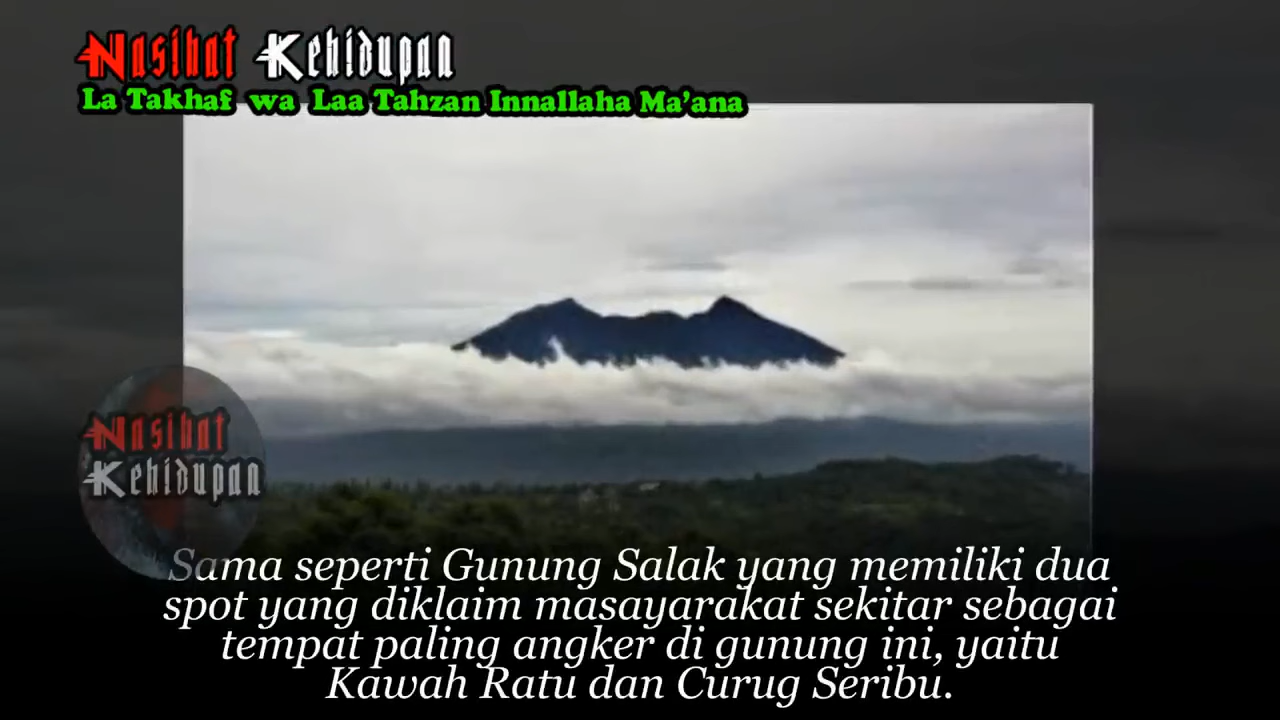 Nasihat Kehidupan
La Takhaf wa Laa Tahzan Innallaha Ma'ana
Nasihat
Kehidupan
Sama seperti Gunung Salak yang memiliki dua
spot yang diklaim masayarakat sekitar sebagai
tempat paling angker di gunung ini, yaitu
Kawah Ratu dan Curug Seribu.